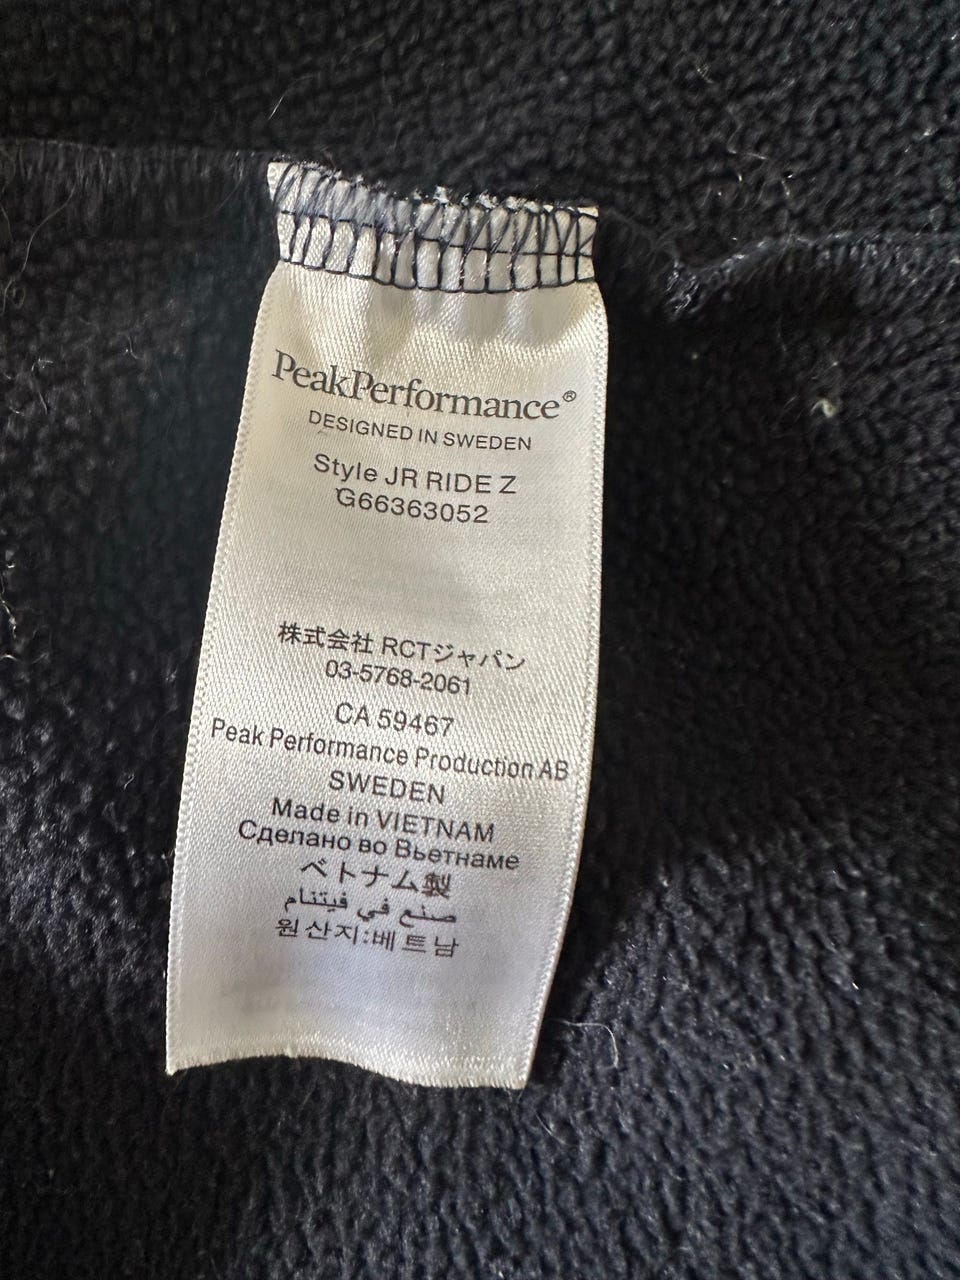 PeakPerformance®
DESIGNED IN SWEDEN
Style JR RIDE Z
G66363052
株式会社 RCTジャパン
03-5768-2061
CA 59467
Peak Performance Production AB
SWEDEN
Made in VIETNAM
Сделано во Вьетнаме
ベトナム製
صنع في فيتنام
원산지:베트남